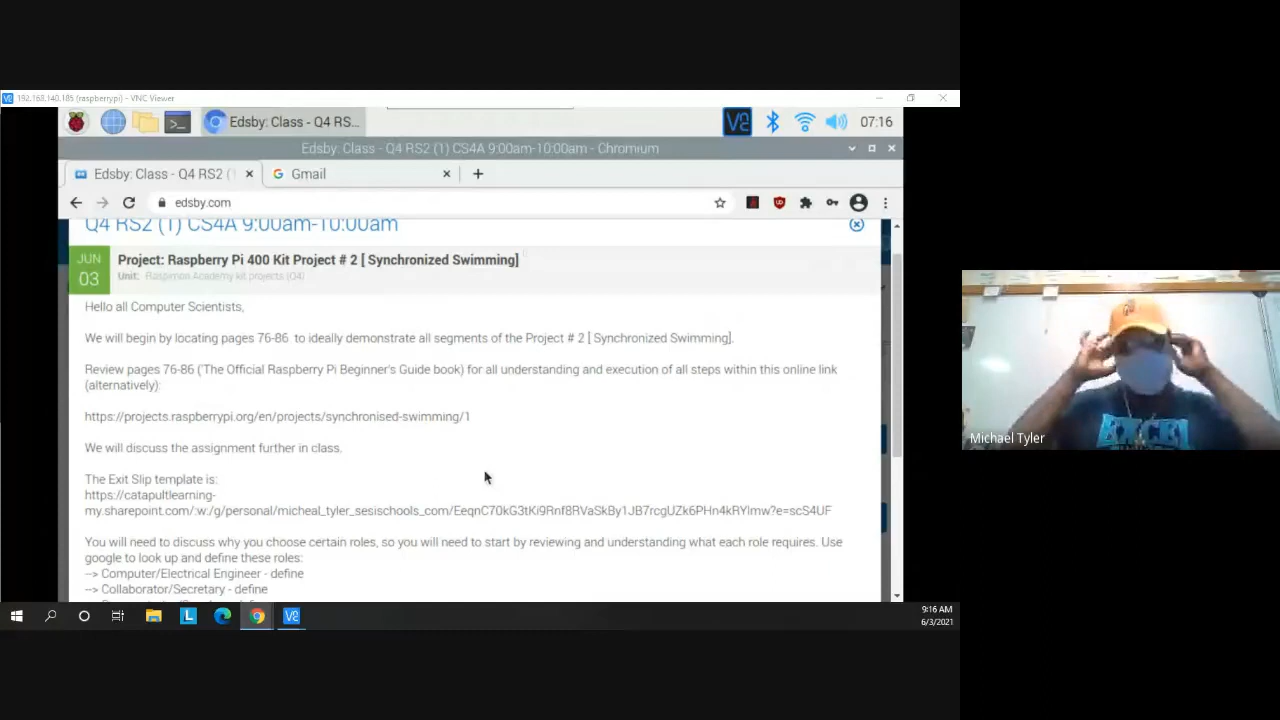 192.168.140.185 (raspberrypi) - VNC Viewer
Edsby: Class - Q4 RS...
07:16
Edsby: Class - Q4 RS2 (1) CS4A 9:00am-10:00am - Chromium
Edsby: Class - Q4 RS2 (
Gmail
edsby.com
Q4 RS2 (1) CS4A 9:00am-10:00am
JUN
03
Project: Raspberry Pi 400 Kit Project # 2 [ Synchronized Swimming]
Unit: Raspimon Academy kit projects (Q4)
Hello all Computer Scientists,
We will begin by locating pages 76-86 to ideally demonstrate all segments of the Project # 2 [ Synchronized Swimming].
Review pages 76-86 ('The Official Raspberry Pi Beginner's Guide book) for all understanding and execution of all steps within this online link
(alternatively):
https://projects.raspberrypi.org/en/projects/synchronised-swimming/1
We will discuss the assignment further in class.
The Exit Slip template is:
https://catapultlearning-
my.sharepoint.com/:w:/g/personal/micheal_tyler_sesischools_com/EeqnC70kG3tKi9Rnf8RVaSkBy1JB7rcgUZk6PHn4kRYlmw?e=scS4UF
You will need to discuss why you choose certain roles, so you will need to start by reviewing and understanding what each role requires. Use
google to look up and define these roles:
--> Computer/Electrical Engineer - define
--> Collaborator/Secretary - define
9:16 AM
6/3/2021
Michael Tyler
EXCEL